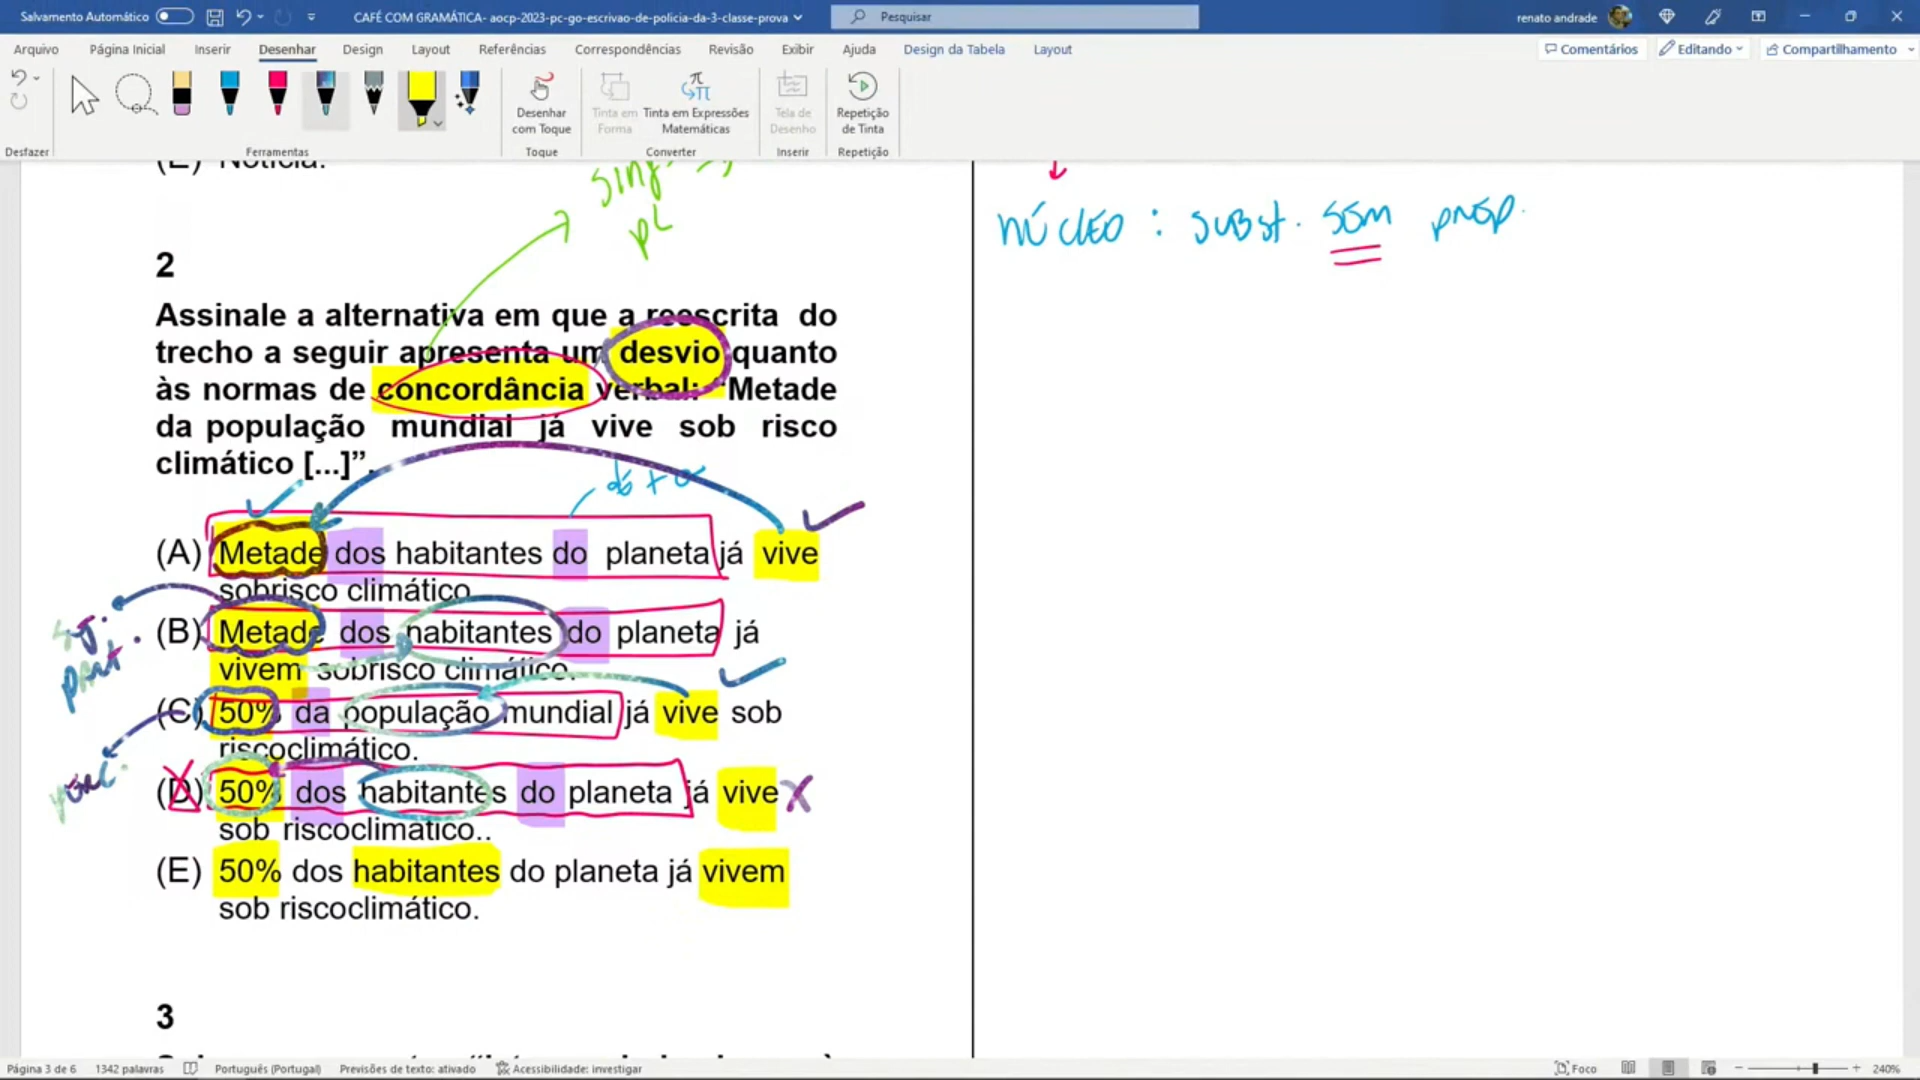 Salvamento Automático
CAFÉ COM GRAMÁTICA- aocp-2023-pc-go-escrivao-de-policia-da-3-classe-prova
Pesquisar
renato andrade
Arquivo Página Inicial Inserir Desenhar Design Layout Referências Correspondências Revisão Exibir Ajuda Design da Tabela Layout
Comentários Editando Compartilhamento
Desenhar com Toque
Tinta em Forma
Tinta em Expressões Matemáticas
Tela de Desenho
Repetição de Tinta
Desfazer Ferramentas Toque Converter Inserir Repetição
(E) Notícia.
sing
pl
NÚCLEO : SUBST. SEM PREP.
2
Assinale a alternativa em que a reescrita do
trecho a seguir apresenta um desvio quanto
às normas de concordância verbal: “Metade
da população mundial já vive sob risco
climático [...]”.
de + o
(A) Metade dos habitantes do planeta já vive
sobrisco climático
(B) Metade dos habitantes do planeta já
vivem sobrisco climático.
part.
(C) 50% da população mundial já vive sob
riscoclimático.
(D) 50% dos habitantes do planeta já vive
sob riscoclimático..
(E) 50% dos habitantes do planeta já vivem
sob riscoclimático.
3
Página 3 de 6 1342 palavras Português (Portugal) Previsões de texto: ativado Acessibilidade: investigar
Foco 240%